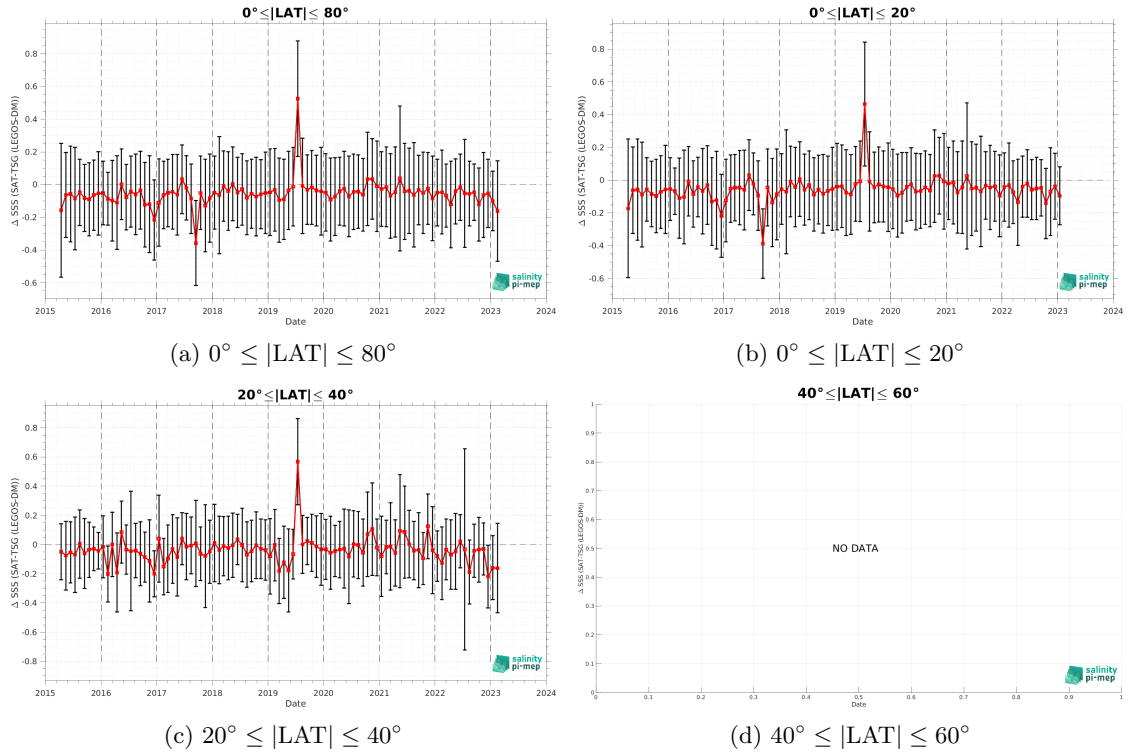 0°≤|LAT|≤ 80°
Δ SSS (SAT-TSG (LEGOS-DM))
0.8
0.6
0.4
0.2
0
-0.2
-0.4
-0.6
2015 2016 2017 2018 2019 2020 2021 2022 2023 2024
Date
salinity
pi-mep
(a) 0° ≤ |LAT| ≤ 80°
0°≤|LAT|≤ 20°
Δ SSS (SAT-TSG (LEGOS-DM))
0.8
0.6
0.4
0.2
0
-0.2
-0.4
-0.6
2015 2016 2017 2018 2019 2020 2021 2022 2023 2024
Date
salinity
pi-mep
(b) 0° ≤ |LAT| ≤ 20°
20°≤|LAT|≤ 40°
Δ SSS (SAT-TSG (LEGOS-DM))
0.8
0.6
0.4
0.2
0
-0.2
-0.4
-0.6
-0.8
2015 2016 2017 2018 2019 2020 2021 2022 2023 2024
Date
salinity
pi-mep
(c) 20° ≤ |LAT| ≤ 40°
40°≤|LAT|≤ 60°
Δ SSS (SAT-TSG (LEGOS-DM))
1
0.9
0.8
0.7
0.6
0.5
0.4
0.3
0.2
0.1
0
NO DATA
0 0.1 0.2 0.3 0.4 0.5 0.6 0.7 0.8 0.9 1
Date
salinity
pi-mep
(d) 40° ≤ |LAT| ≤ 60°